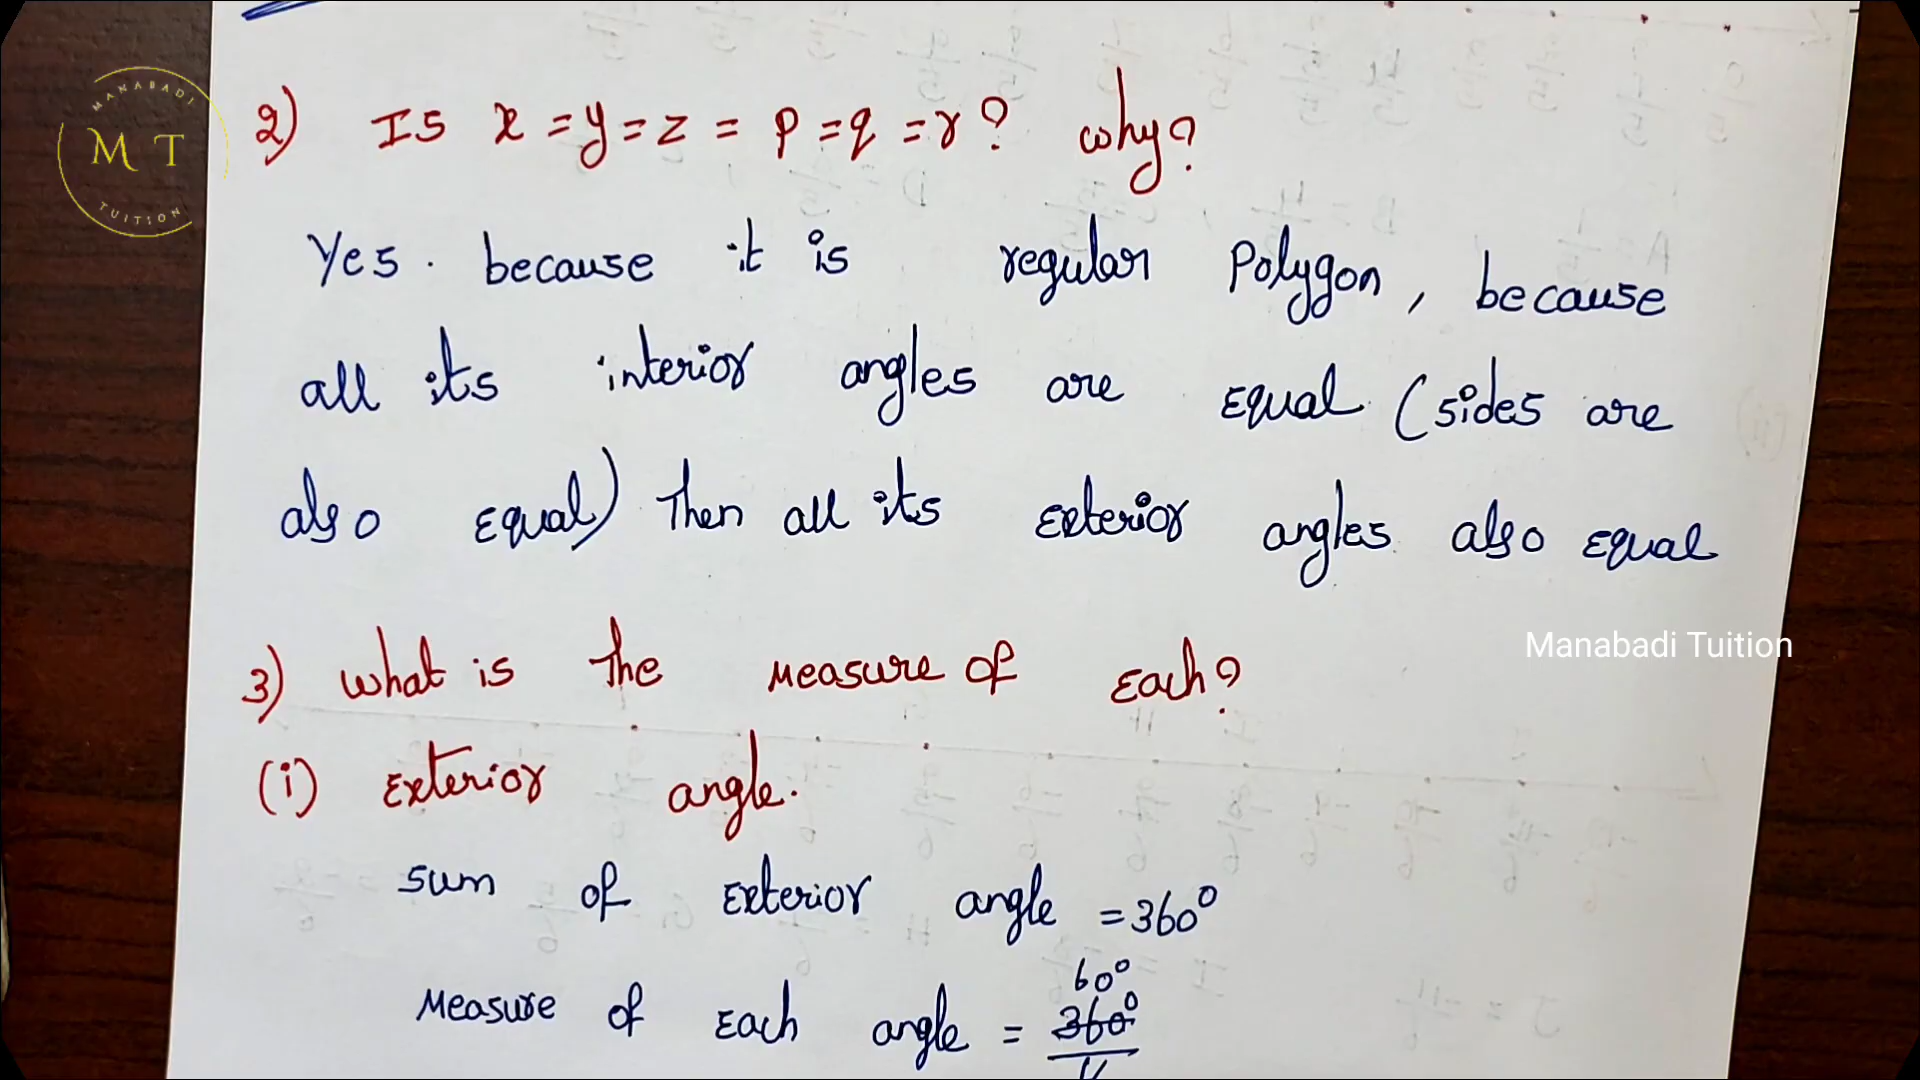 MANABADI
M T
TUITION
2) Is x = y = z = p = q = r? why?
Yes. because it is regular Polygon, because
all its interior angles are equal (sides are
also equal) Then all its exterior angles also equal
Manabadi Tuition
3) What is the measure of each?
(i) Exterior angle.
Sum of Exterior angle = 360°
60°
Measure of Each angle = 360°